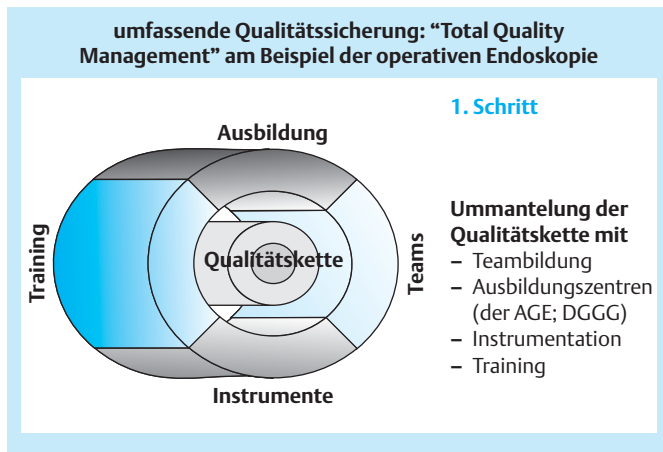 umfassende Qualitätssicherung: “Total Quality
Management” am Beispiel der operativen Endoskopie
1. Schritt
Ausbildung
Training
Qualitätskette
Teams
Instrumente
Ummantelung der
Qualitätskette mit
– Teambildung
– Ausbildungszentren
(der AGE; DGGG)
– Instrumentation
– Training